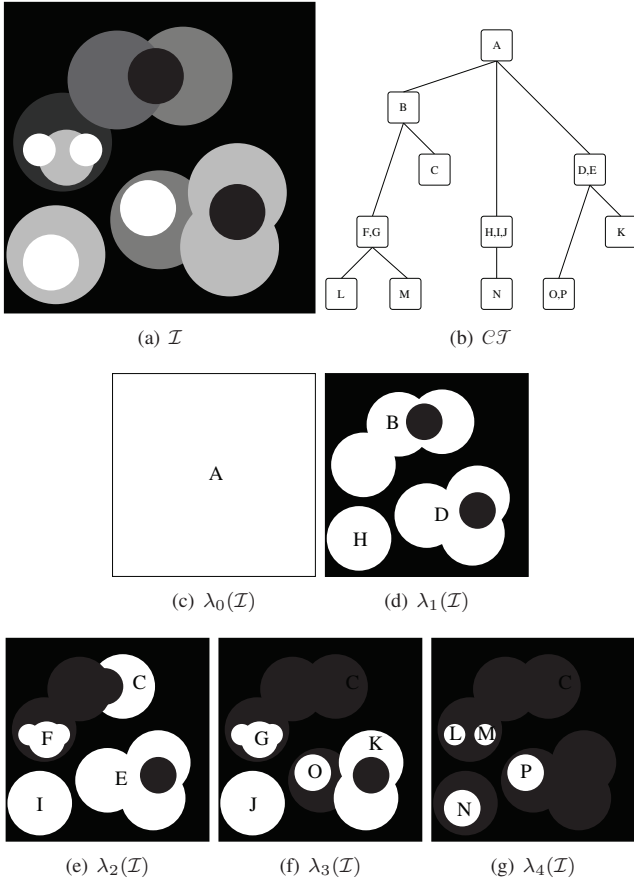 A
B
C
D,E
F,G
H,I,J
K
L
M
N
O,P
(a) ℐ
(b) 𝒞𝒯
A
B
D
H
(c) λ₀(ℐ)
(d) λ₁(ℐ)
C
F
E
I
C
G
K
O
J
C
L
M
P
N
(e) λ₂(ℐ)
(f) λ₃(ℐ)
(g) λ₄(ℐ)